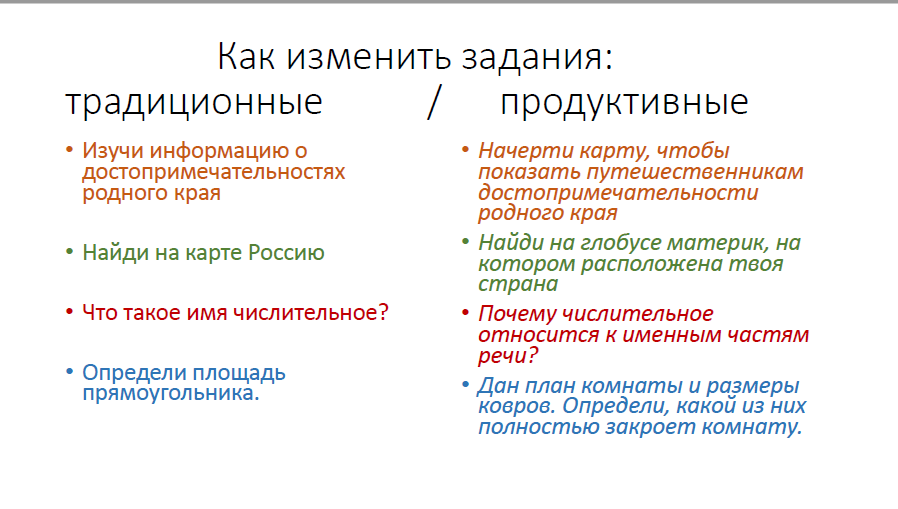 Как изменить задания:
традиционные / продуктивные
• Изучи информацию о
достопримечательностях
родного края
• Найди на карте Россию
• Что такое имя числительное?
• Определи площадь
прямоугольника.
• Начерти карту, чтобы
показать путешественникам
достопримечательности
родного края
• Найди на глобусе материк, на
котором расположена твоя
страна
• Почему числительное
относится к именным частям
речи?
• Дан план комнаты и размеры
ковров. Определи, какой из них
полностью закроет комнату.